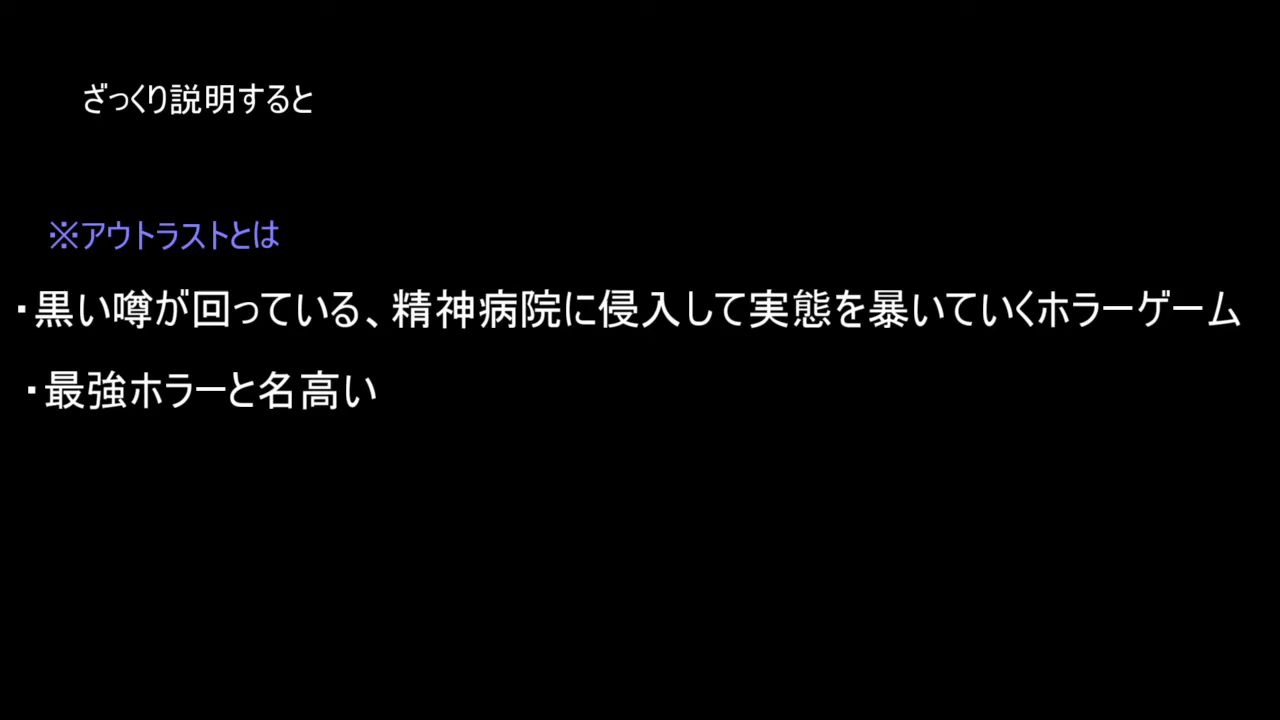 ざっくり説明すると
※アウトラストとは
・黒い噂が回っている、精神病院に侵入して実態を暴いていくホラーゲーム
・最強ホラーと名高い